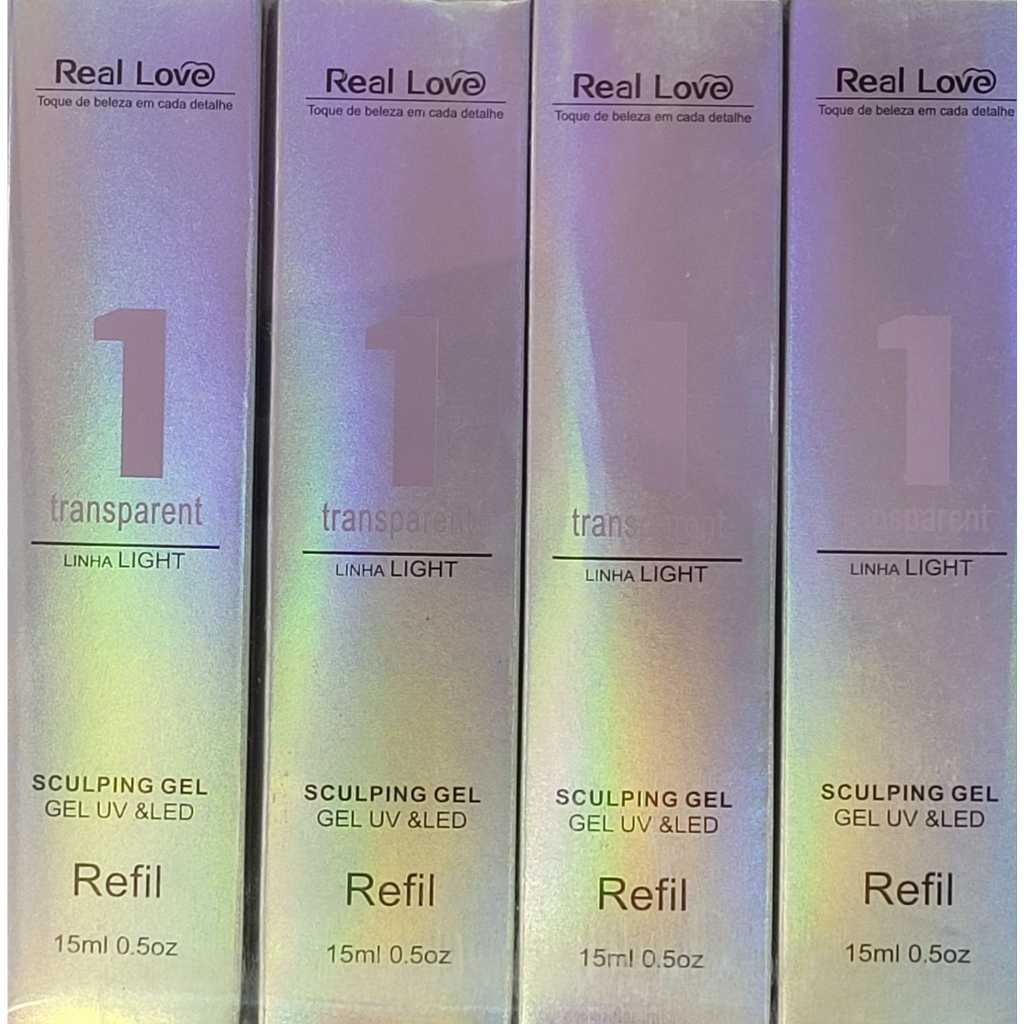 Real Love
Toque de beleza em cada detalhe
1
transparent
LINHA LIGHT
SCULPING GEL
GEL UV &LED
Refil
15ml 0.5oz
Real Love
Toque de beleza em cada detalhe
1
transparent
LINHA LIGHT
SCULPING GEL
GEL UV &LED
Refil
15ml 0.5oz
Real Love
Toque de beleza em cada detalhe
1
transparent
LINHA LIGHT
SCULPING GEL
GEL UV &LED
Refil
15ml 0.5oz
Real Love
Toque de beleza em cada detalhe
1
transparent
LINHA LIGHT
SCULPING GEL
GEL UV &LED
Refil
15ml 0.5oz